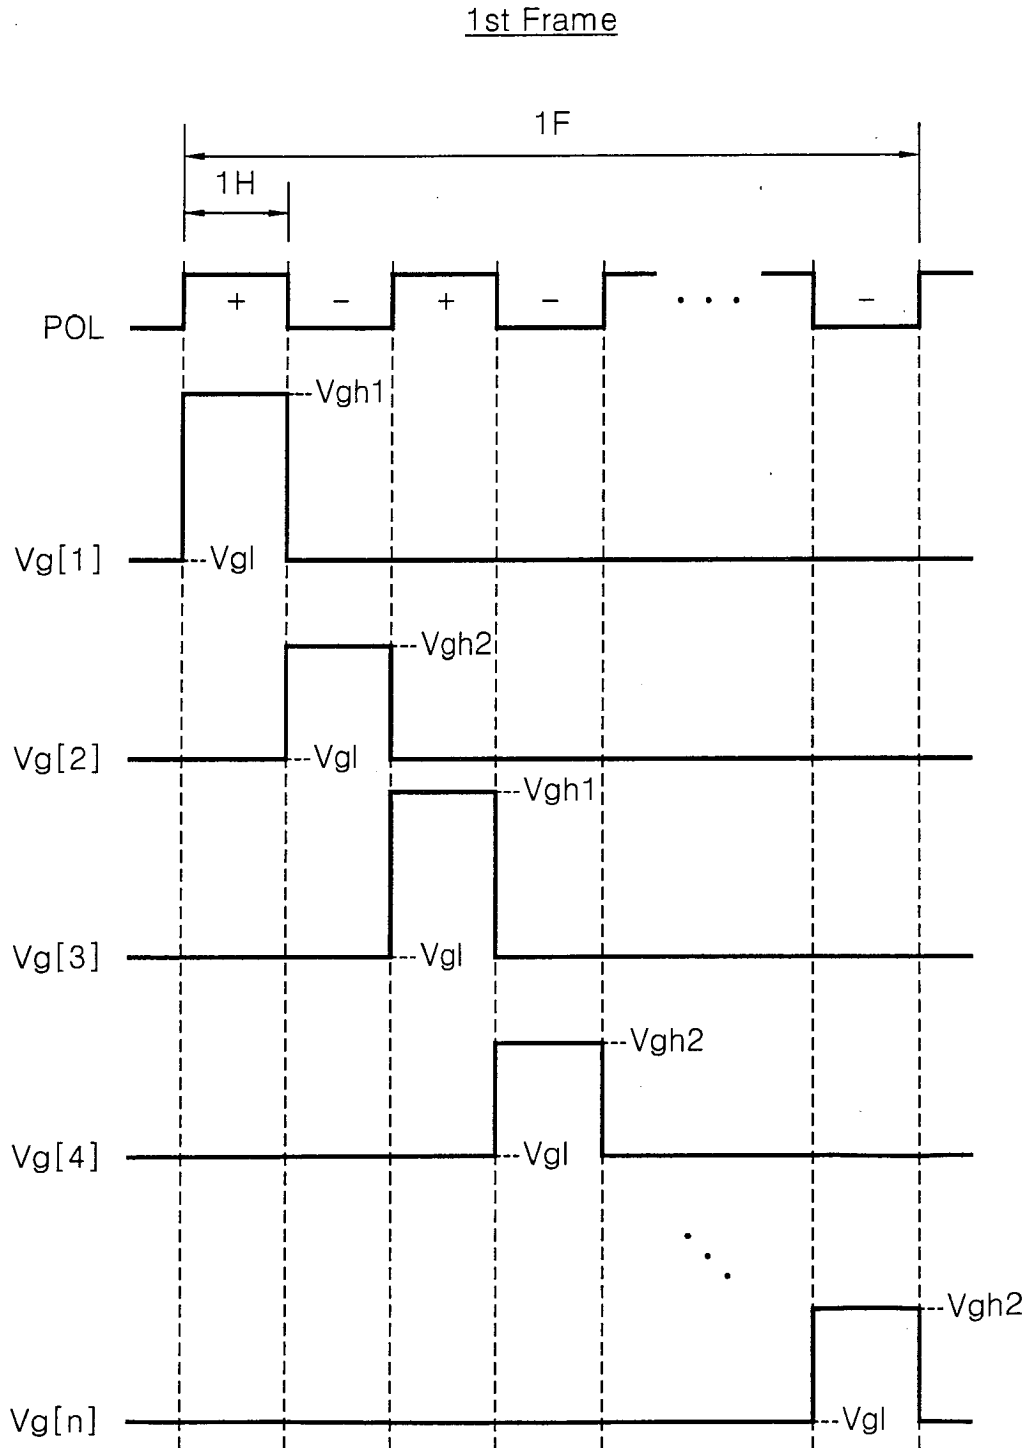 1st Frame
1F
1H
+ − + − · · · −
POL
Vgh1
Vg[1]
Vgl
Vgh2
Vg[2]
Vgl
Vgh1
Vg[3]
Vgl
Vgh2
Vg[4]
Vgl
Vgh2
Vg[n]
Vgl